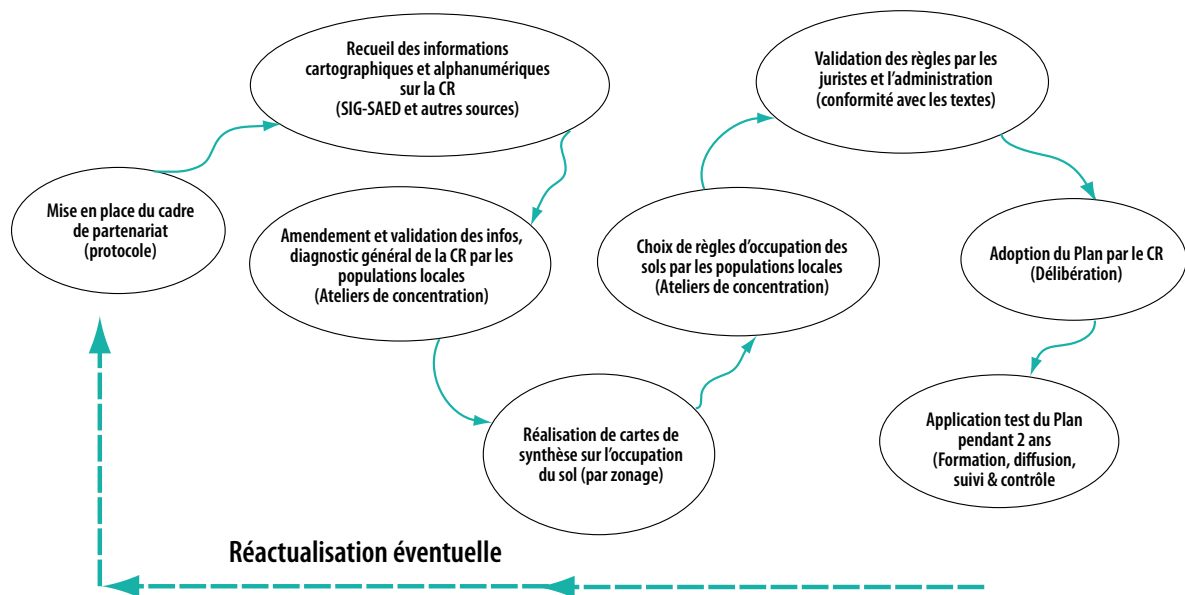 Mise en place du cadre
de partenariat
(protocole)
Recueil des informations
cartographiques et alphanumériques
sur la CR
(SIG-SAED et autres sources)
Amendement et validation des infos,
diagnostic général de la CR par les
populations locales
(Ateliers de concentration)
Réalisation de cartes de
synthèse sur l’occupation
du sol (par zonage)
Choix de règles d’occupation des
sols par les populations locales
(Ateliers de concentration)
Validation des règles par les
juristes et l’administration
(conformité avec les textes)
Adoption du Plan par le CR
(Délibération)
Application test du Plan
pendant 2 ans
(Formation, diffusion,
suivi & contrôle
Réactualisation éventuelle